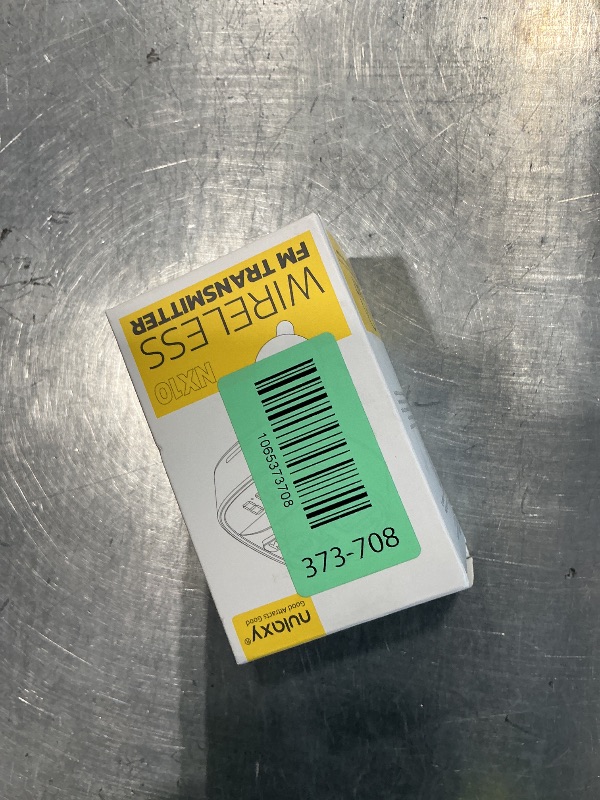 WIRELESS
FM TRANSMITTER
NX10
1065373708
373-708
nulaxy®
Good Attracts Good